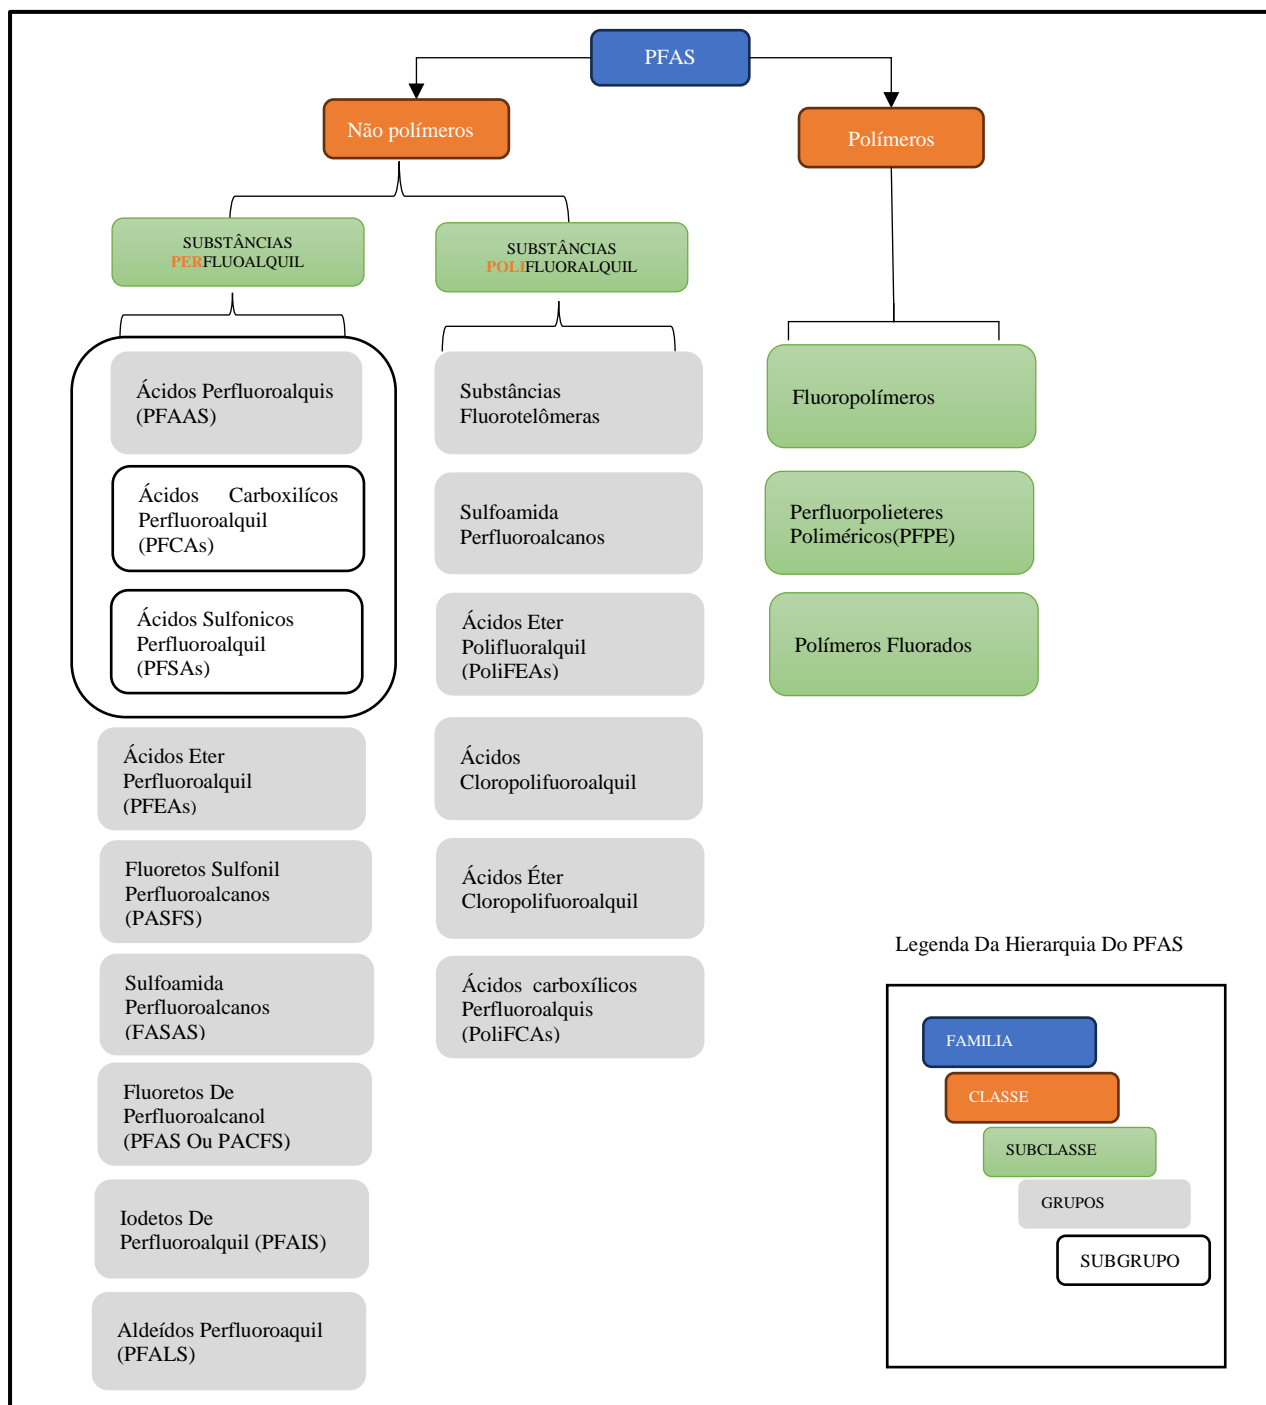 PFAS
Não polímeros
Polímeros
SUBSTÂNCIAS
PERFLUOALQUIL
SUBSTÂNCIAS
POLIFLUORALQUIL
Ácidos Perfluoroalquis
(PFAAS)
Ácidos Carboxilícos
Perfluoroalquil
(PFCAs)
Ácidos Sulfonicos
Perfluoroalquil
(PFSAs)
Ácidos Eter
Perfluoroalquil
(PFEAs)
Fluoretos Sulfonil
Perfluoroalcanos
(PASFS)
Sulfoamida
Perfluoroalcanos
(FASAS)
Fluoretos De
Perfluoroalcanol
(PFAS Ou PACFS)
Iodetos De
Perfluoroalquil (PFAIS)
Aldeídos Perfluoroaquil
(PFALS)
Substâncias
Fluorotelômeras
Sulfoamida
Perfluoroalcanos
Ácidos Eter
Polifluoralquil
(PoliFEAs)
Ácidos
Cloropolifuoroalquil
Ácidos Éter
Cloropolifuoroalquil
Ácidos carboxílicos
Perfluoroalquis
(PoliFCAs)
Fluoropolímeros
Perfluorpolieteres
Poliméricos(PFPE)
Polímeros Fluorados
Legenda Da Hierarquia Do PFAS
FAMILIA
CLASSE
SUBCLASSE
GRUPOS
SUBGRUPO